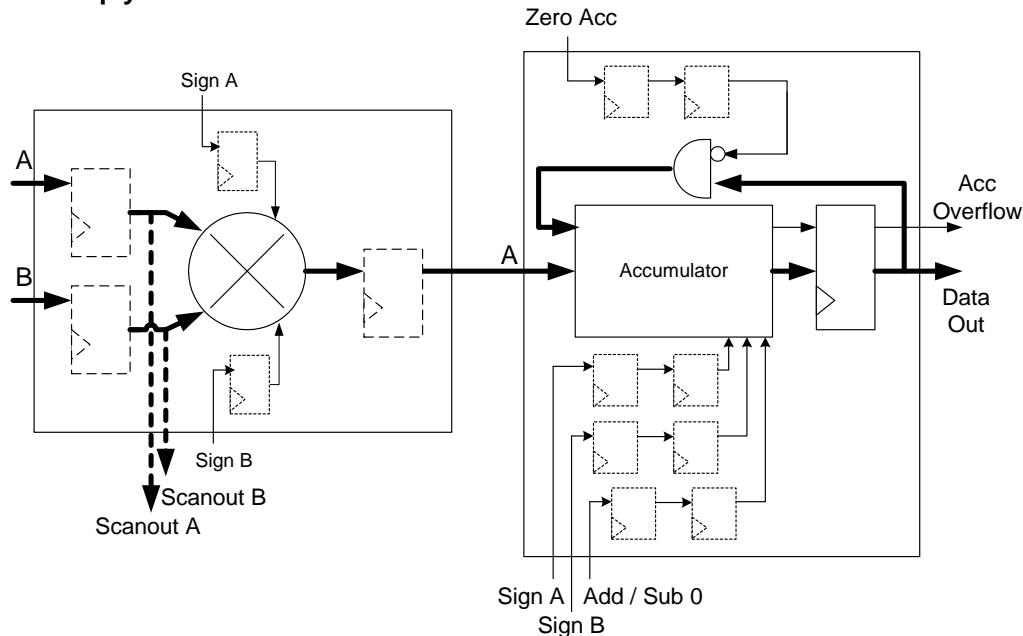 Zero Acc
Sign A
A
B
A
Accumulator
Acc
Overflow
Data
Out
Sign B
Scanout B
Scanout A
Sign A
Add / Sub 0
Sign B